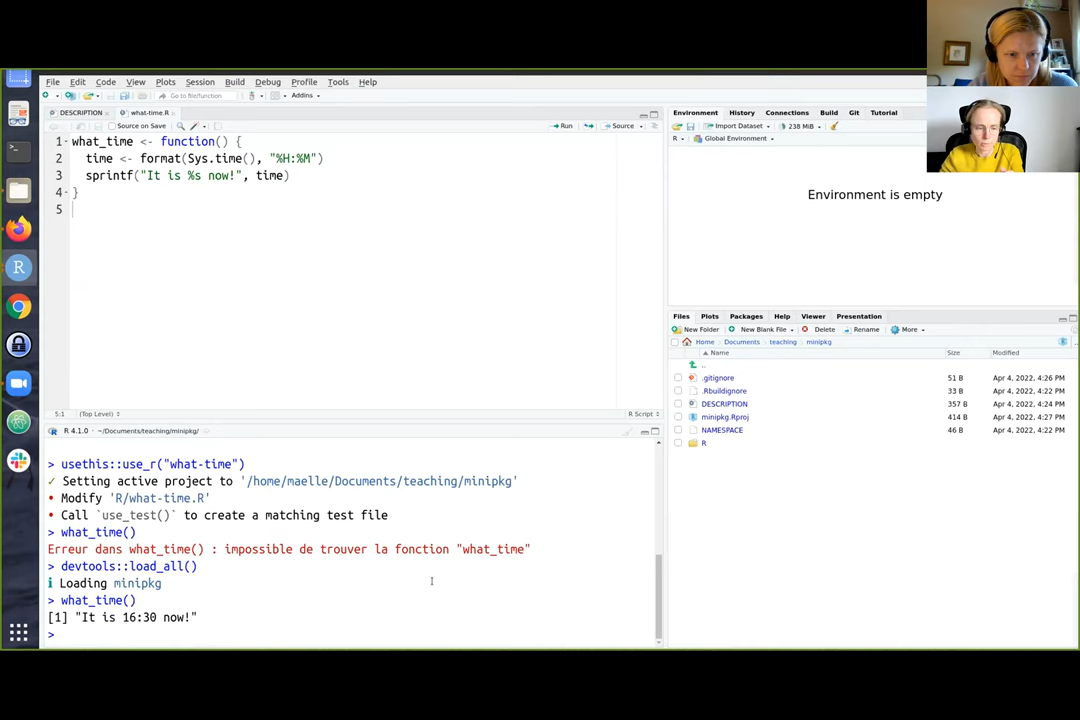 File Edit Code View Plots Session Build Debug Profile Tools Help
Go to file/function Addins
DESCRIPTION what-time.R
Source on Save Run Source
1 what_time <- function() {
2 time <- format(Sys.time(), "%H:%M")
3 sprintf("It is %s now!", time)
4 }
5
5:1 (Top Level) R Script
R 4.1.0 · ~/Documents/teaching/minipkg/
> usethis::use_r("what-time")
✓ Setting active project to '/home/maelle/Documents/teaching/minipkg'
• Modify 'R/what-time.R'
• Call `use_test()` to create a matching test file
> what_time()
Erreur dans what_time() : impossible de trouver la fonction "what_time"
> devtools::load_all()
ℹ Loading minipkg
> what_time()
[1] "It is 16:30 now!"
>
Environment History Connections Build Git Tutorial
Import Dataset 238 MiB
R Global Environment
Environment is empty
Files Plots Packages Help Viewer Presentation
New Folder New Blank File Delete Rename More
Home Documents teaching minipkg
Name Size Modified
..
.gitignore 51 B Apr 4, 2022, 4:26 PM
.Rbuildignore 33 B Apr 4, 2022, 4:22 PM
DESCRIPTION 357 B Apr 4, 2022, 4:24 PM
minipkg.Rproj 414 B Apr 4, 2022, 4:27 PM
NAMESPACE 46 B Apr 4, 2022, 4:22 PM
R